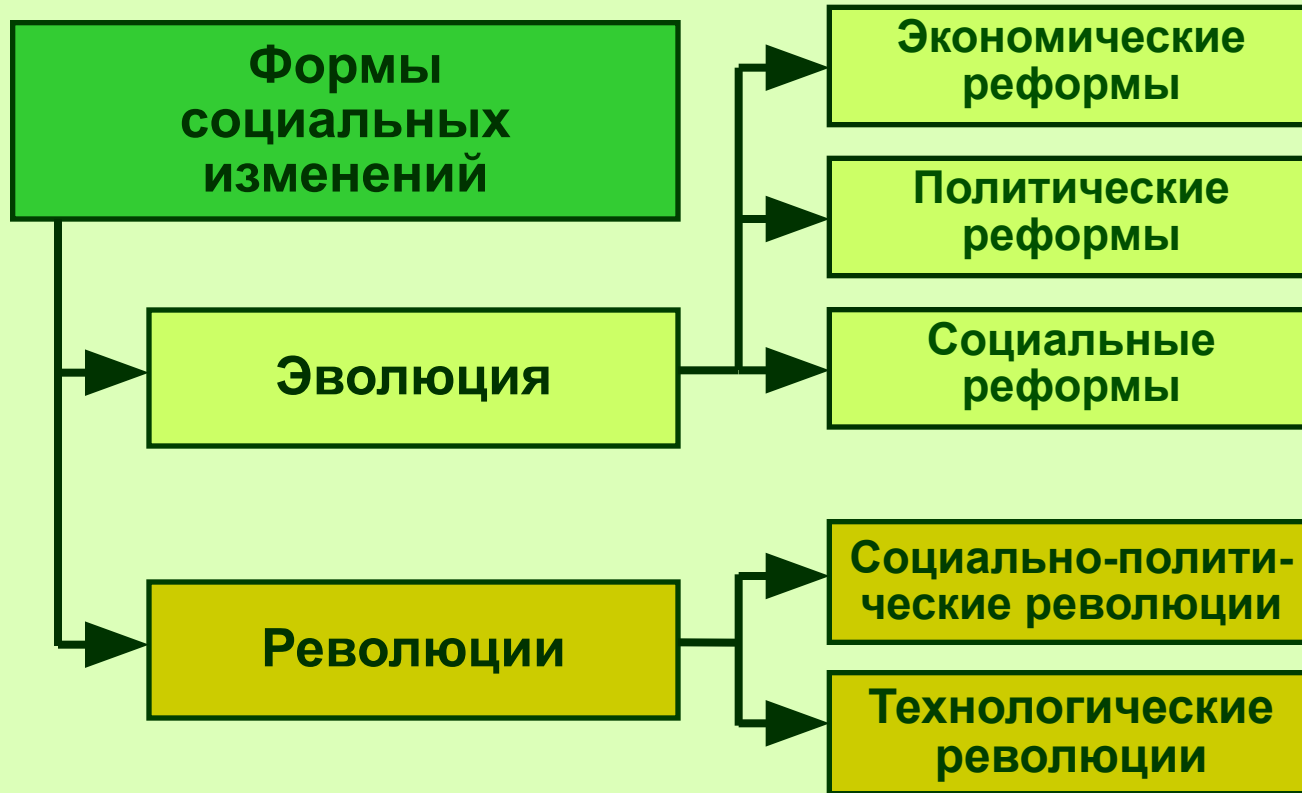 Формы
социальных
изменений
Экономические
реформы
Политические
реформы
Эволюция
Социальные
реформы
Революции
Социально-полити-
ческие революции
Технологические
революции